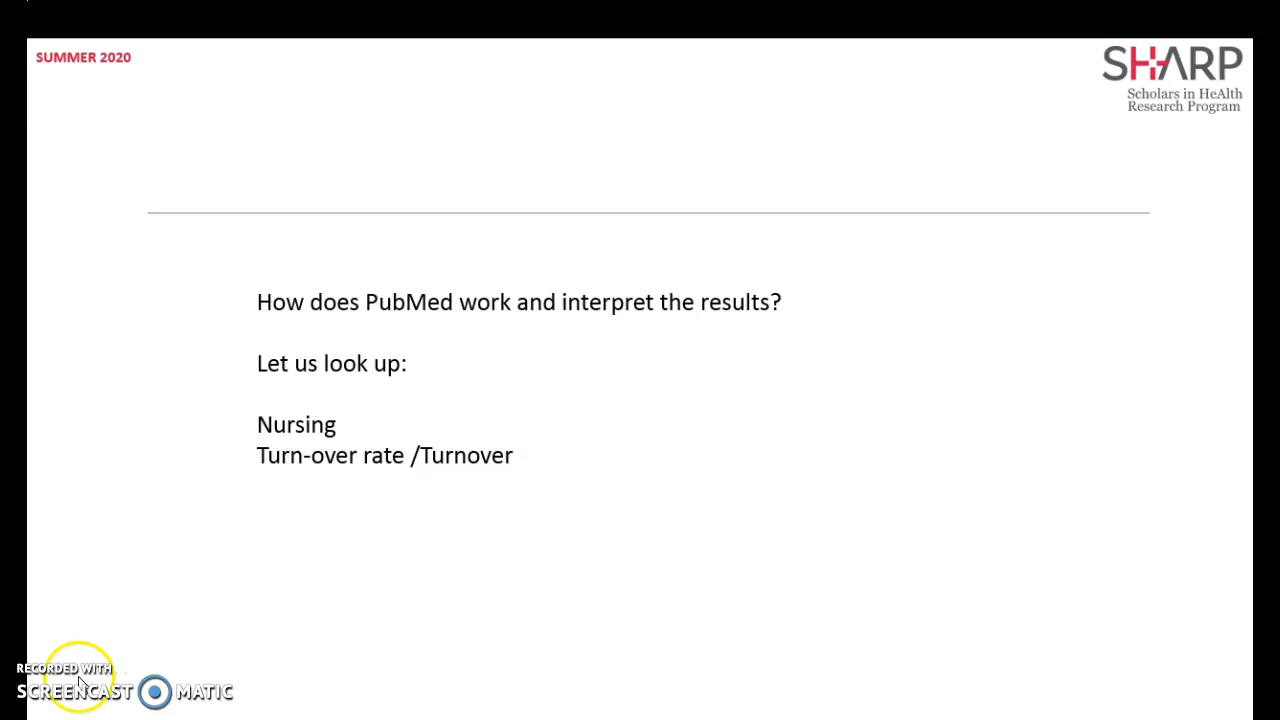 SUMMER 2020
SHARP
Scholars in HeAlth
Research Program
How does PubMed work and interpret the results?
Let us look up:
Nursing
Turn-over rate /Turnover
RECORDED WITH
SCREENCAST MATIC